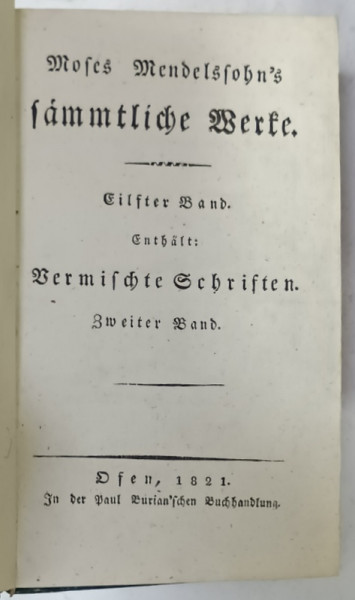 Moses Mendelssohn's
sämmtliche Werke.
Eilfter Band.
Enthält:
Vermischte Schriften.
Zweiter Band.
Ofen, 1821.
In der Paul Burian'schen Buchhandlung.